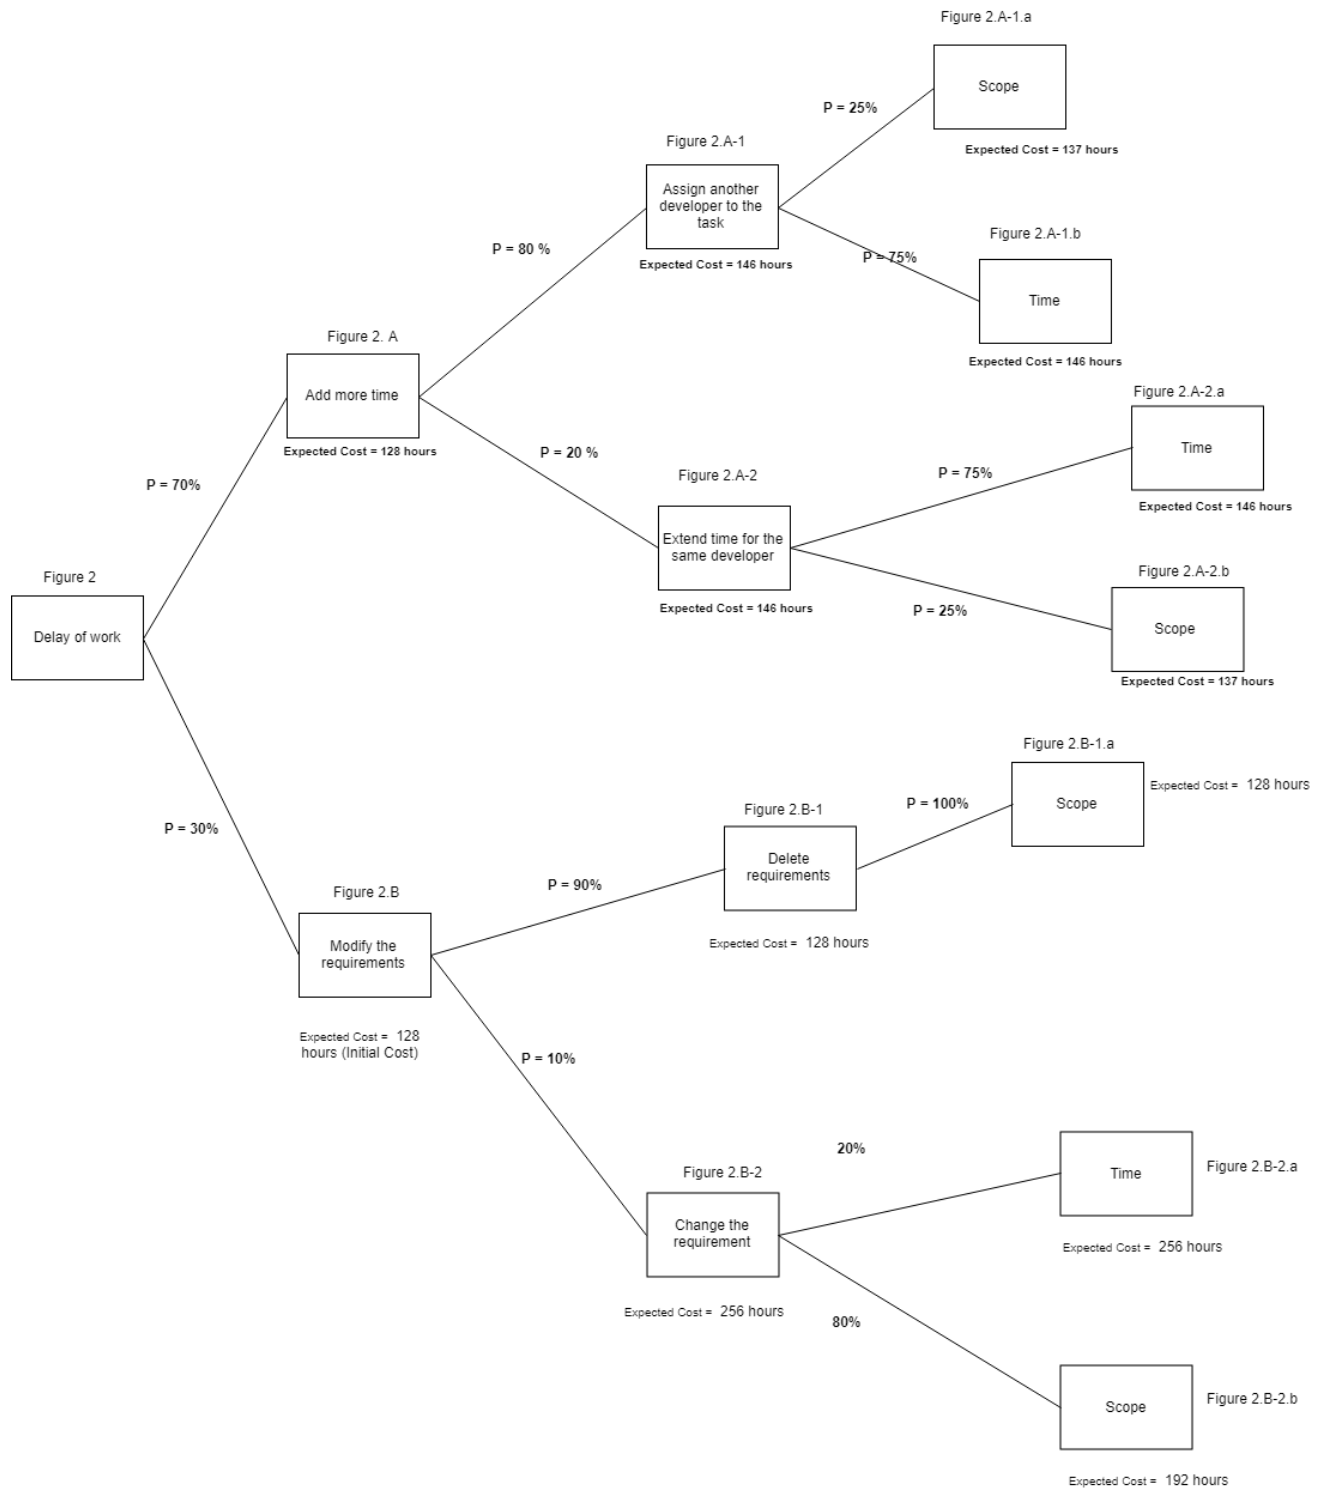 Figure 2.A-1.a
Scope
P = 25%
Expected Cost = 137 hours
Figure 2.A-1
Assign another
developer to the
task
Expected Cost = 146 hours
P = 80 %
Figure 2.A-1.b
P = 75%
Time
Expected Cost = 146 hours
Figure 2. A
Add more time
Expected Cost = 128 hours
P = 70%
P = 20 %
Figure 2.A-2
Extend time for the
same developer
Expected Cost = 146 hours
P = 75%
Figure 2.A-2.a
Time
Expected Cost = 146 hours
P = 25%
Figure 2.A-2.b
Scope
Expected Cost = 137 hours
Figure 2
Delay of work
P = 30%
Figure 2.B
Modify the
requirements
Expected Cost = 128
hours (Initial Cost)
P = 90%
Figure 2.B-1
Delete
requirements
Expected Cost = 128 hours
P = 100%
Figure 2.B-1.a
Scope
Expected Cost = 128 hours
P = 10%
Figure 2.B-2
Change the
requirement
Expected Cost = 256 hours
20%
Time
Figure 2.B-2.a
Expected Cost = 256 hours
80%
Scope
Figure 2.B-2.b
Expected Cost = 192 hours